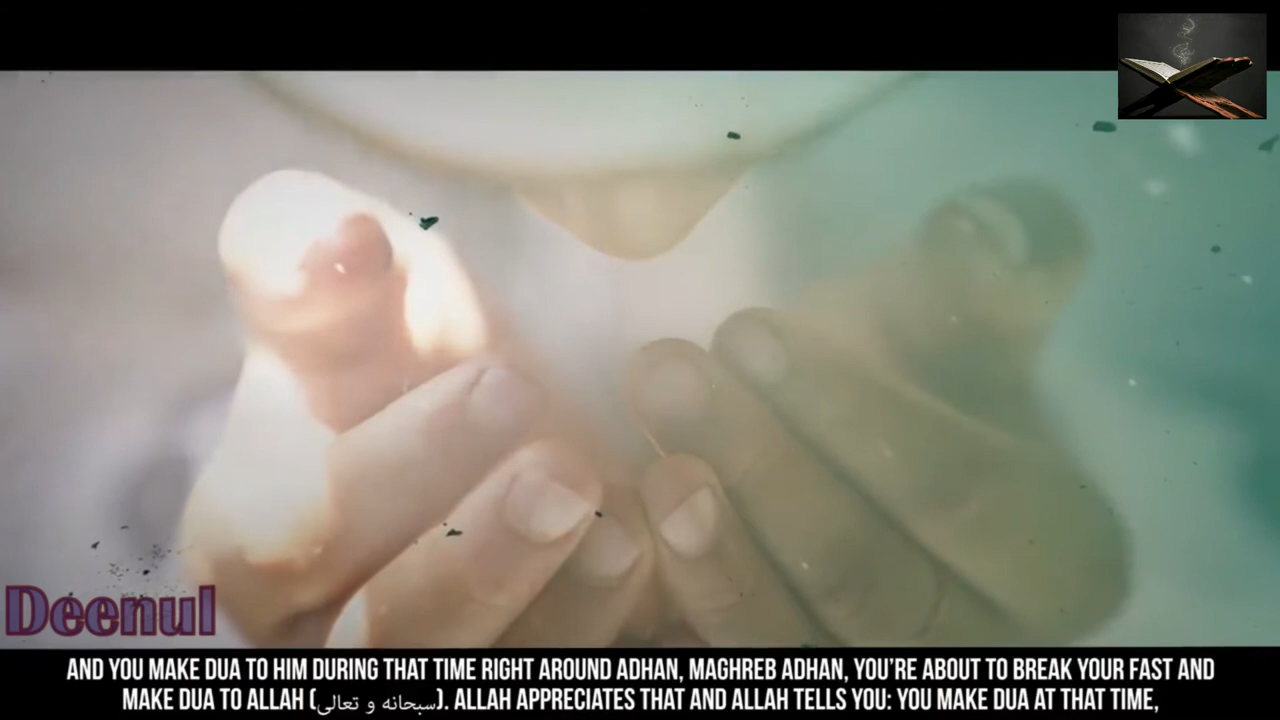 Deenul
AND YOU MAKE DUA TO HIM DURING THAT TIME RIGHT AROUND ADHAN, MAGHREB ADHAN, YOU'RE ABOUT TO BREAK YOUR FAST AND
MAKE DUA TO ALLAH (سبحانه و تعالى). ALLAH APPRECIATES THAT AND ALLAH TELLS YOU: YOU MAKE DUA AT THAT TIME,